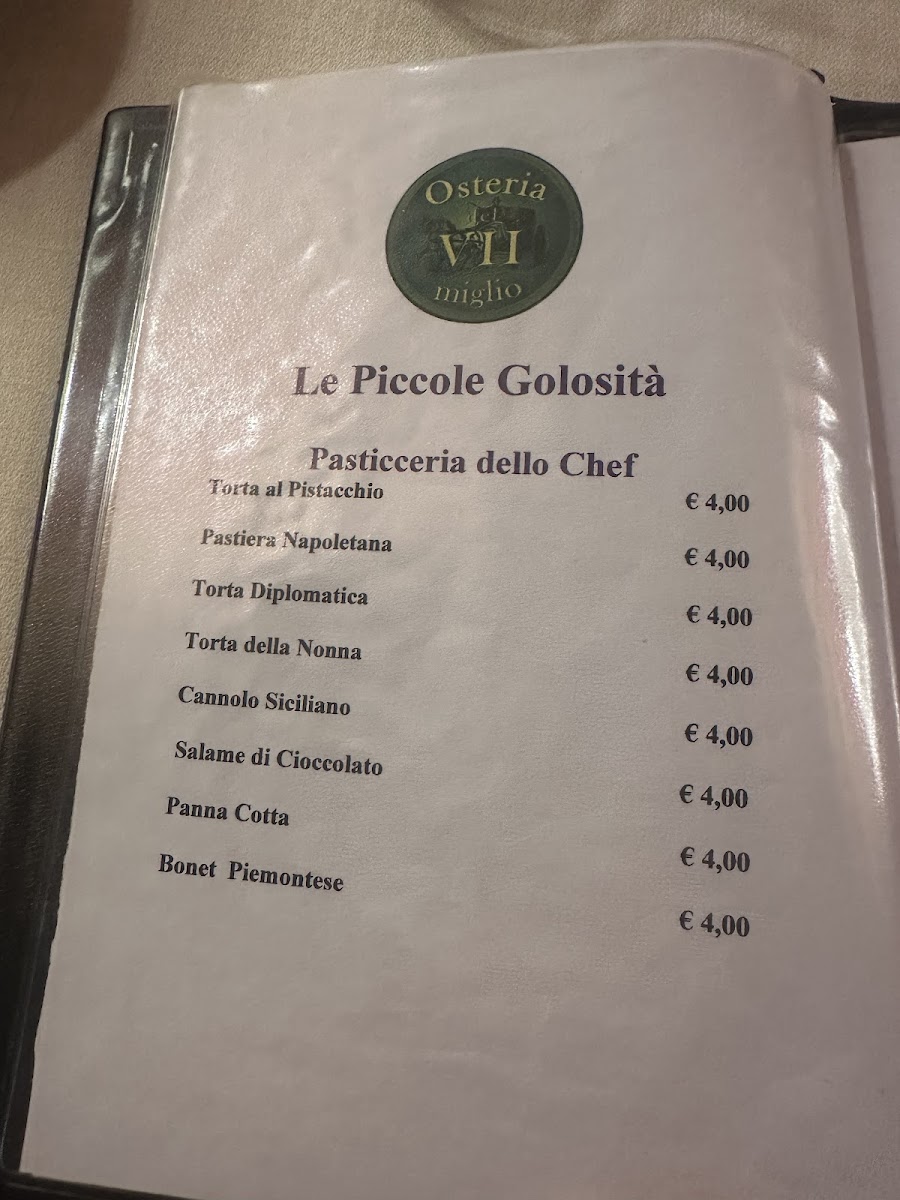 Osteria
del
VII
miglio
Le Piccole Golosità
Pasticceria dello Chef
Torta al Pistacchio € 4,00
Pastiera Napoletana € 4,00
Torta Diplomatica € 4,00
Torta della Nonna € 4,00
Cannolo Siciliano € 4,00
Salame di Cioccolato € 4,00
Panna Cotta € 4,00
Bonet Piemontese € 4,00